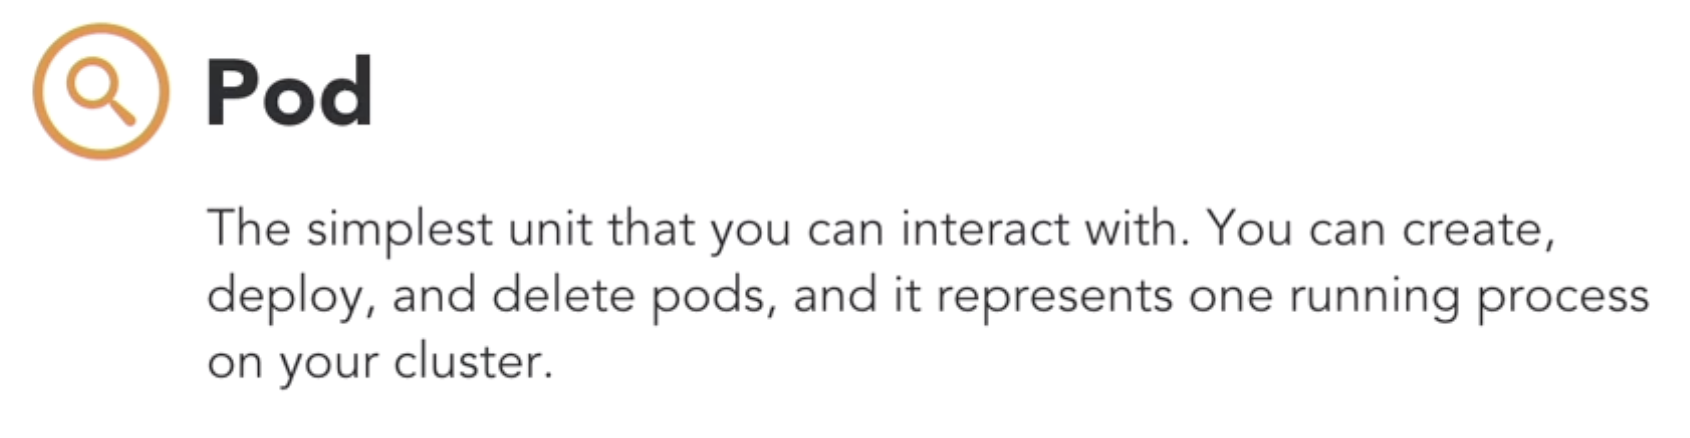 Pod
The simplest unit that you can interact with. You can create,
deploy, and delete pods, and it represents one running process
on your cluster.